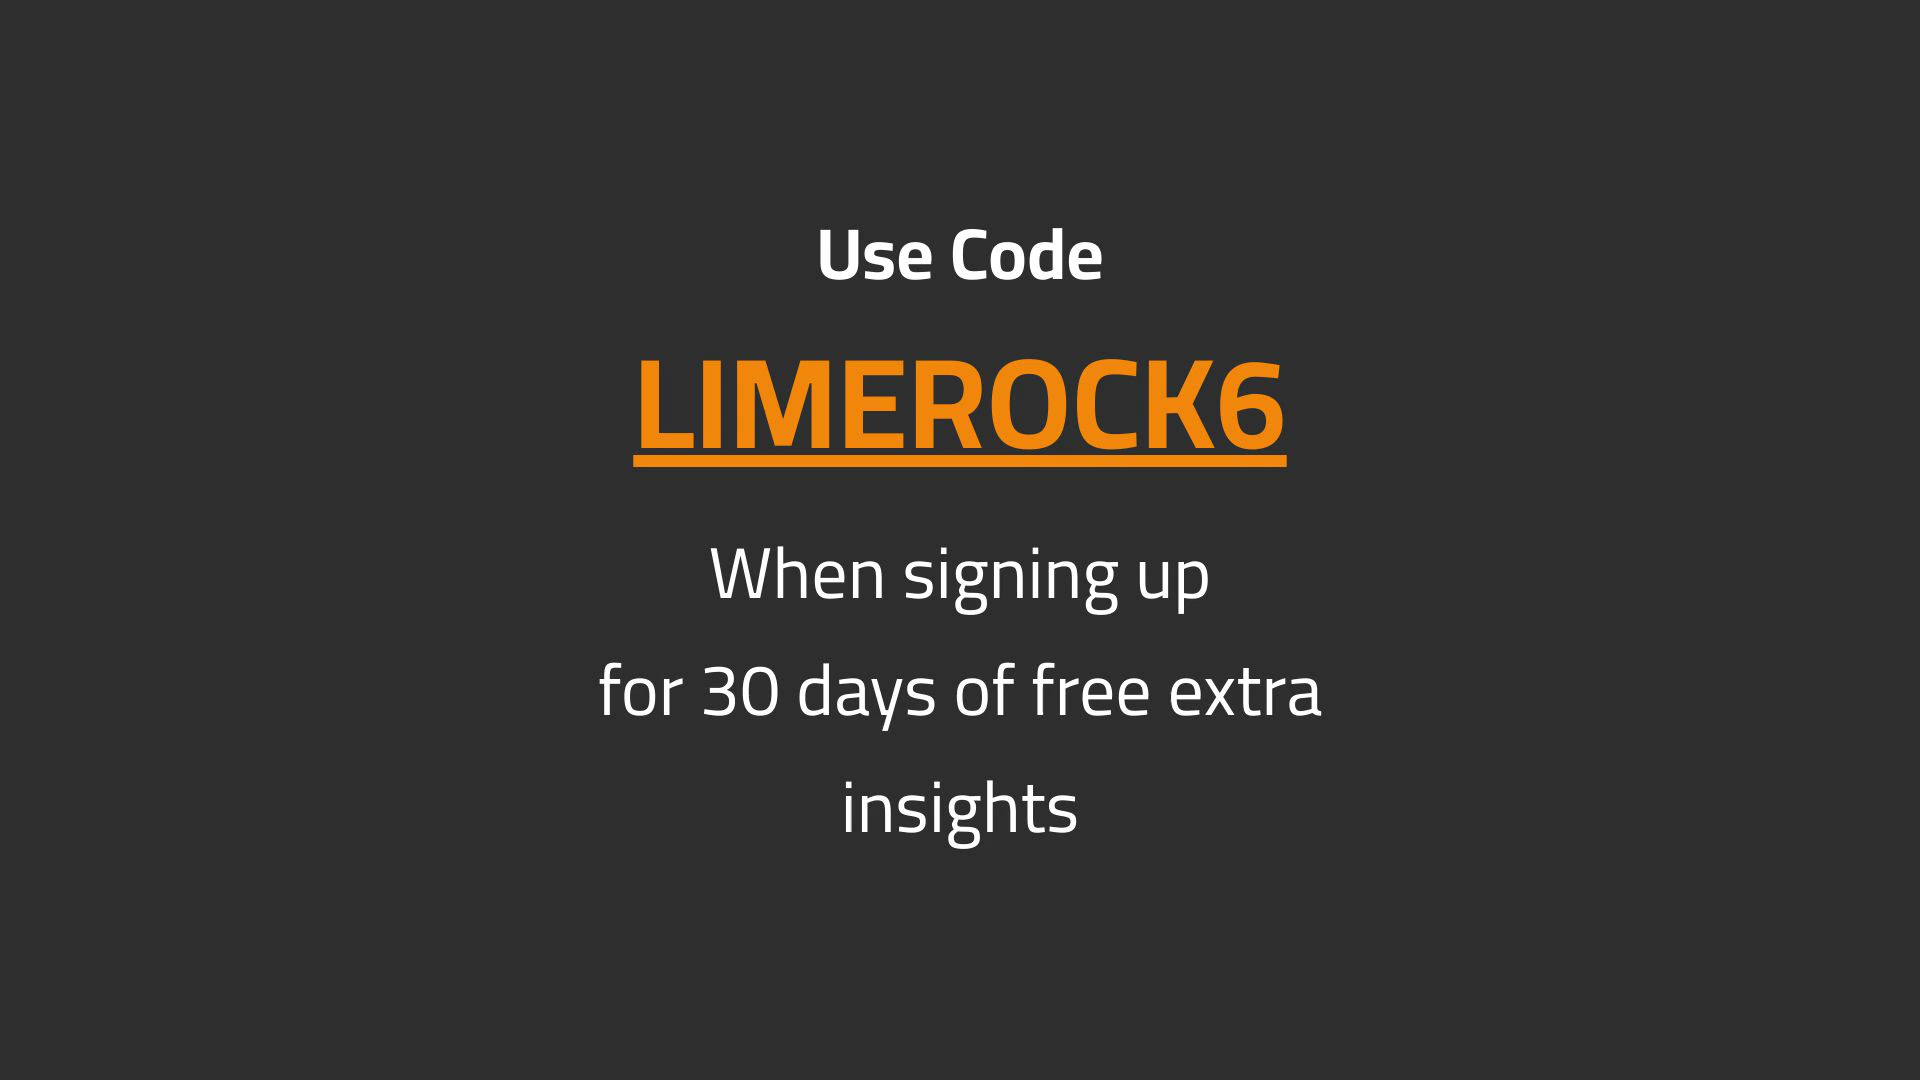 Use Code
LIMEROCK6
When signing up
for 30 days of free extra
insights